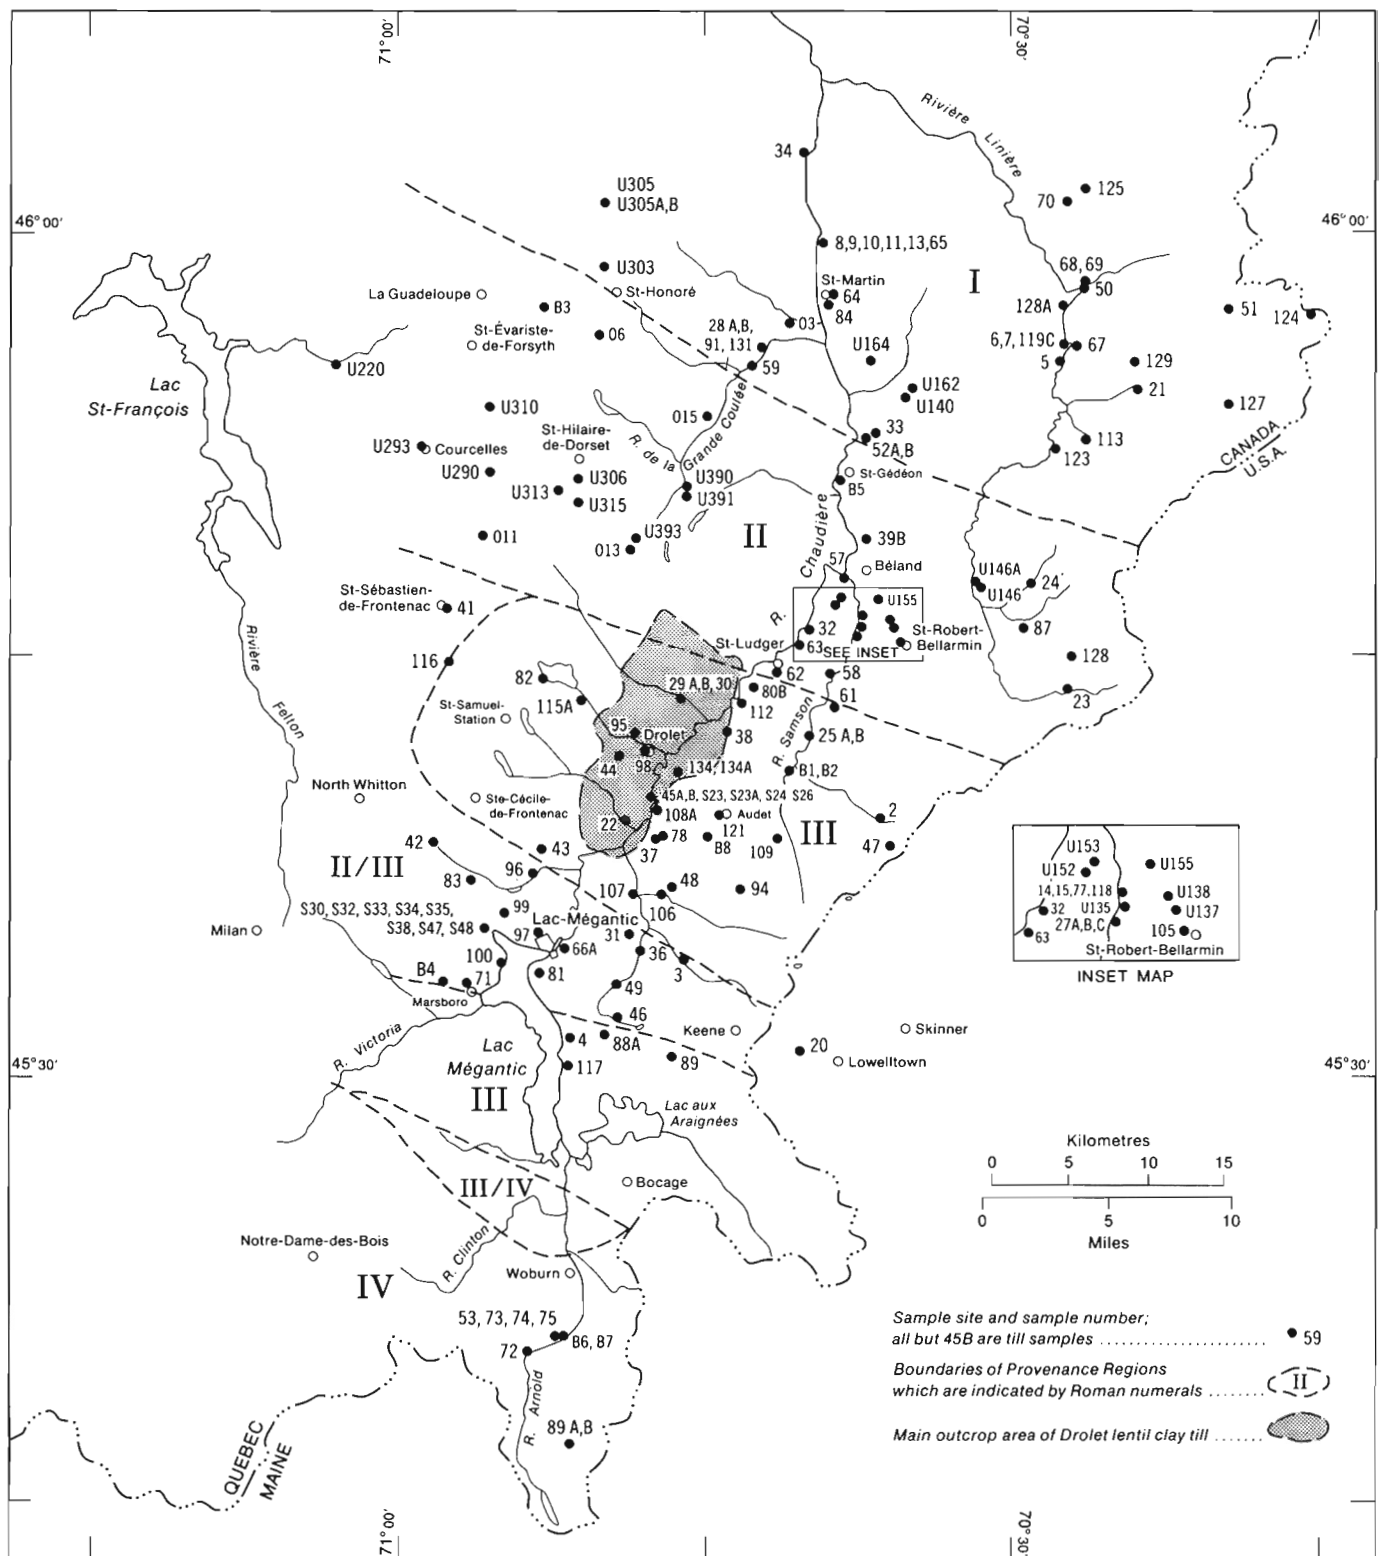 71° 00'
70° 30'
Rivière Linière
34
U305
U305A,B
125
70
46° 00'
46° 00'
8,9,10,11,13,65
U303
68, 69
I
La Guadeloupe
St-Honoré
St-Martin
64
50
B3
84
128A
51
124
St-Évariste-
de-Forsyth
06
03
28 A,B,
91, 131
6,7,119C
67
U164
5
129
U220
59
Lac
St-François
U162
21
U140
127
U310
015
R. de la Grande Coulée
St-Hilaire-
de-Dorset
33
113
U293
Courcelles
52A,B
123
CANADA
U.S.A.
U290
U306
U390
St-Gédéon
U313
U391
B5
U315
011
U393
II
R. Chaudière
39B
013
57
Béland
U146A
24
St-Sébastien-
de-Frontenac
41
U155
U146
32
St-Robert-
Bellarmin
87
St-Ludger
63
SEE INSET
116
62
58
128
82
29 A,B, 30
80B
23
115A
112
61
St-Samuel-
Station
95
Drolet
38
R. Samson
25 A,B
44
98
134, 134A
B1, B2
Rivière Felton
North Whitton
Ste-Cécile-
de-Frontenac
45A,B, S23, S23A, S24 S26
108A
Audet
2
22
121
III
78
B8
109
47
42
43
37
II/III
96
83
48
94
107
106
S30, S32, S33, S34, S35,
S38, S47, S48
99
Lac-Mégantic
97
31
Milan
66A
100
36
3
B4
71
81
Marsboro
49
46
R. Victoria
Keene
Skinner
4
88A
20
Lac
Mégantic
89
Lowelltown
45° 30'
45° 30'
117
III
Lac aux
Araignées
III/IV
Bocage
R. Clinton
Notre-Dame-des-Bois
IV
Woburn
53, 73, 74, 75
B6, B7
72
R. Arnold
89 A,B
QUEBEC
MAINE
71° 00'
70° 30'
U153
U152
U155
14,15,77,118
U138
32
U135
U137
27A,B,C
63
105
St-Robert-Bellarmin
INSET MAP
Kilometres
0 5 10 15
0 5 10
Miles
Sample site and sample number;
all but 45B are till samples .................. 59
Boundaries of Provenance Regions
which are indicated by Roman numerals ....... II
Main outcrop area of Drolet lentil clay till ......